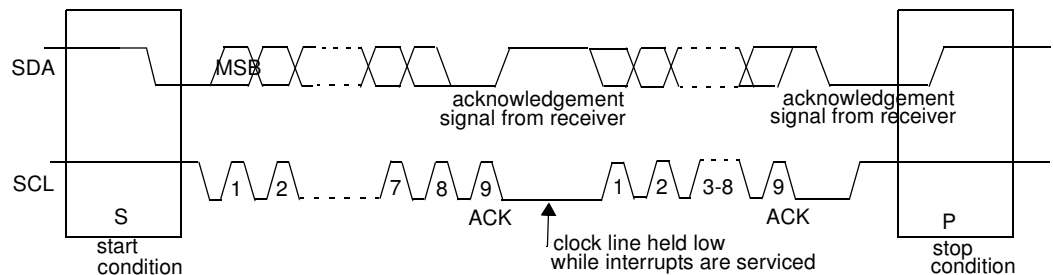 SDA
MSB
acknowledgement
signal from receiver
acknowledgement
signal from receiver
SCL
1 2 7 8 9 1 2 3-8 9
ACK
ACK
S
P
start
condition
clock line held low
while interrupts are serviced
stop
condition